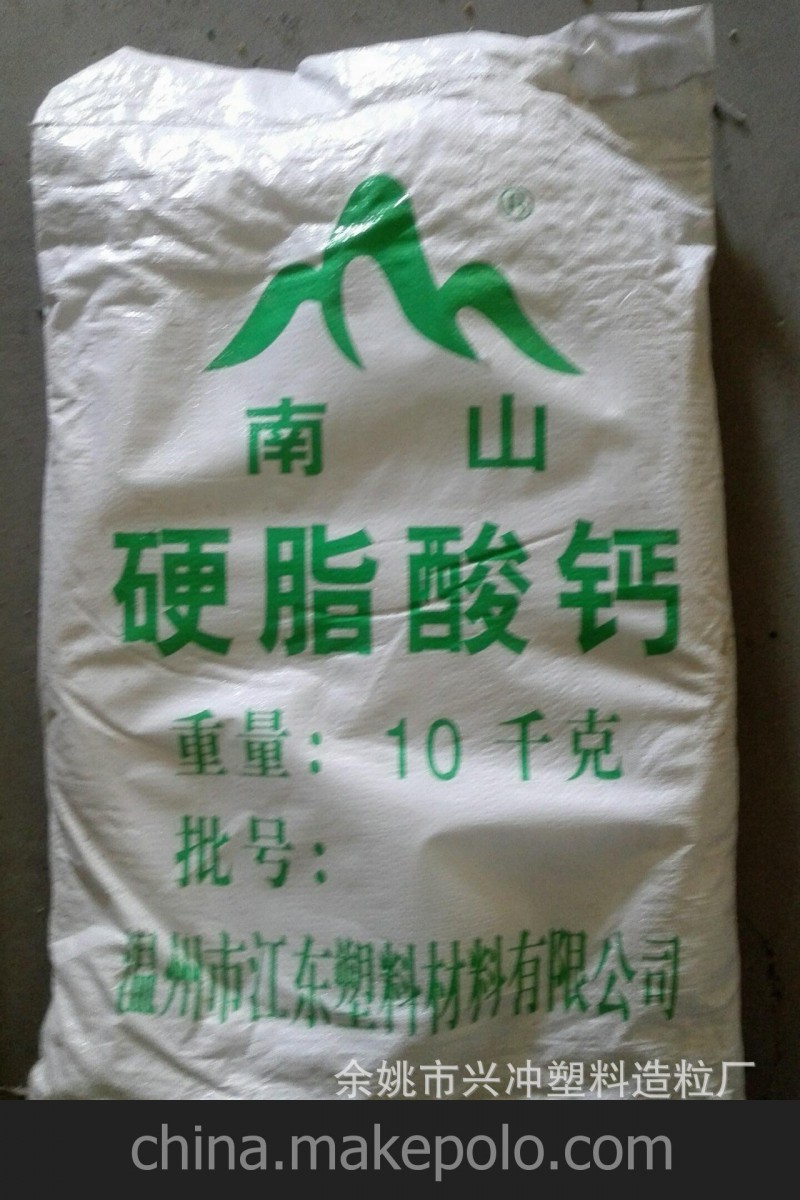 ®
南 山
硬脂酸钙
重量：10 千克
批号：
温州市江东塑料材料有限公司
余姚市兴冲塑料造粒厂
china.makepolo.com